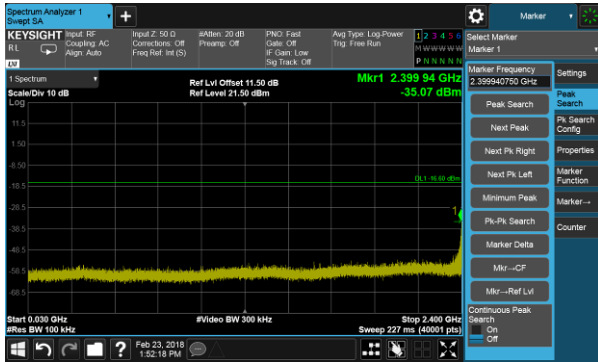 Spectrum Analyzer 1
Swept SA
Marker
KEYSIGHT
RL
Input: RF
Coupling: AC
Align: Auto
Input Z: 50 Ω
Corrections: Off
Freq Ref: Int (S)
#Atten: 20 dB
Preamp: Off
PNO: Fast
Gate: Off
IF Gain: Low
Sig Track: Off
Avg Type: Log-Power
Trig: Free Run
1 2 3 4 5 6
M W W W W W
P N N N N N
Select Marker
Marker 1
1 Spectrum
Scale/Div 10 dB
Log
Ref Lvl Offset 11.50 dB
Ref Level 21.50 dBm
Mkr1 2.399 94 GHz
-35.07 dBm
11.5
1.50
-8.50
-18.5
-28.5
-38.5
-48.5
-58.5
-68.5
DL1 -16.60 dBm
1
Start 0.030 GHz
#Res BW 100 kHz
#Video BW 300 kHz
Stop 2.400 GHz
Sweep 227 ms (40001 pts)
Marker Frequency
2.399940750 GHz
Peak Search
Next Peak
Next Pk Right
Next Pk Left
Minimum Peak
Pk-Pk Search
Marker Delta
Mkr→CF
Mkr→Ref Lvl
Continuous Peak
Search
On
Off
Settings
Peak
Search
Pk Search
Config
Properties
Marker
Function
Marker→
Counter
Feb 23, 2018
1:52:18 PM